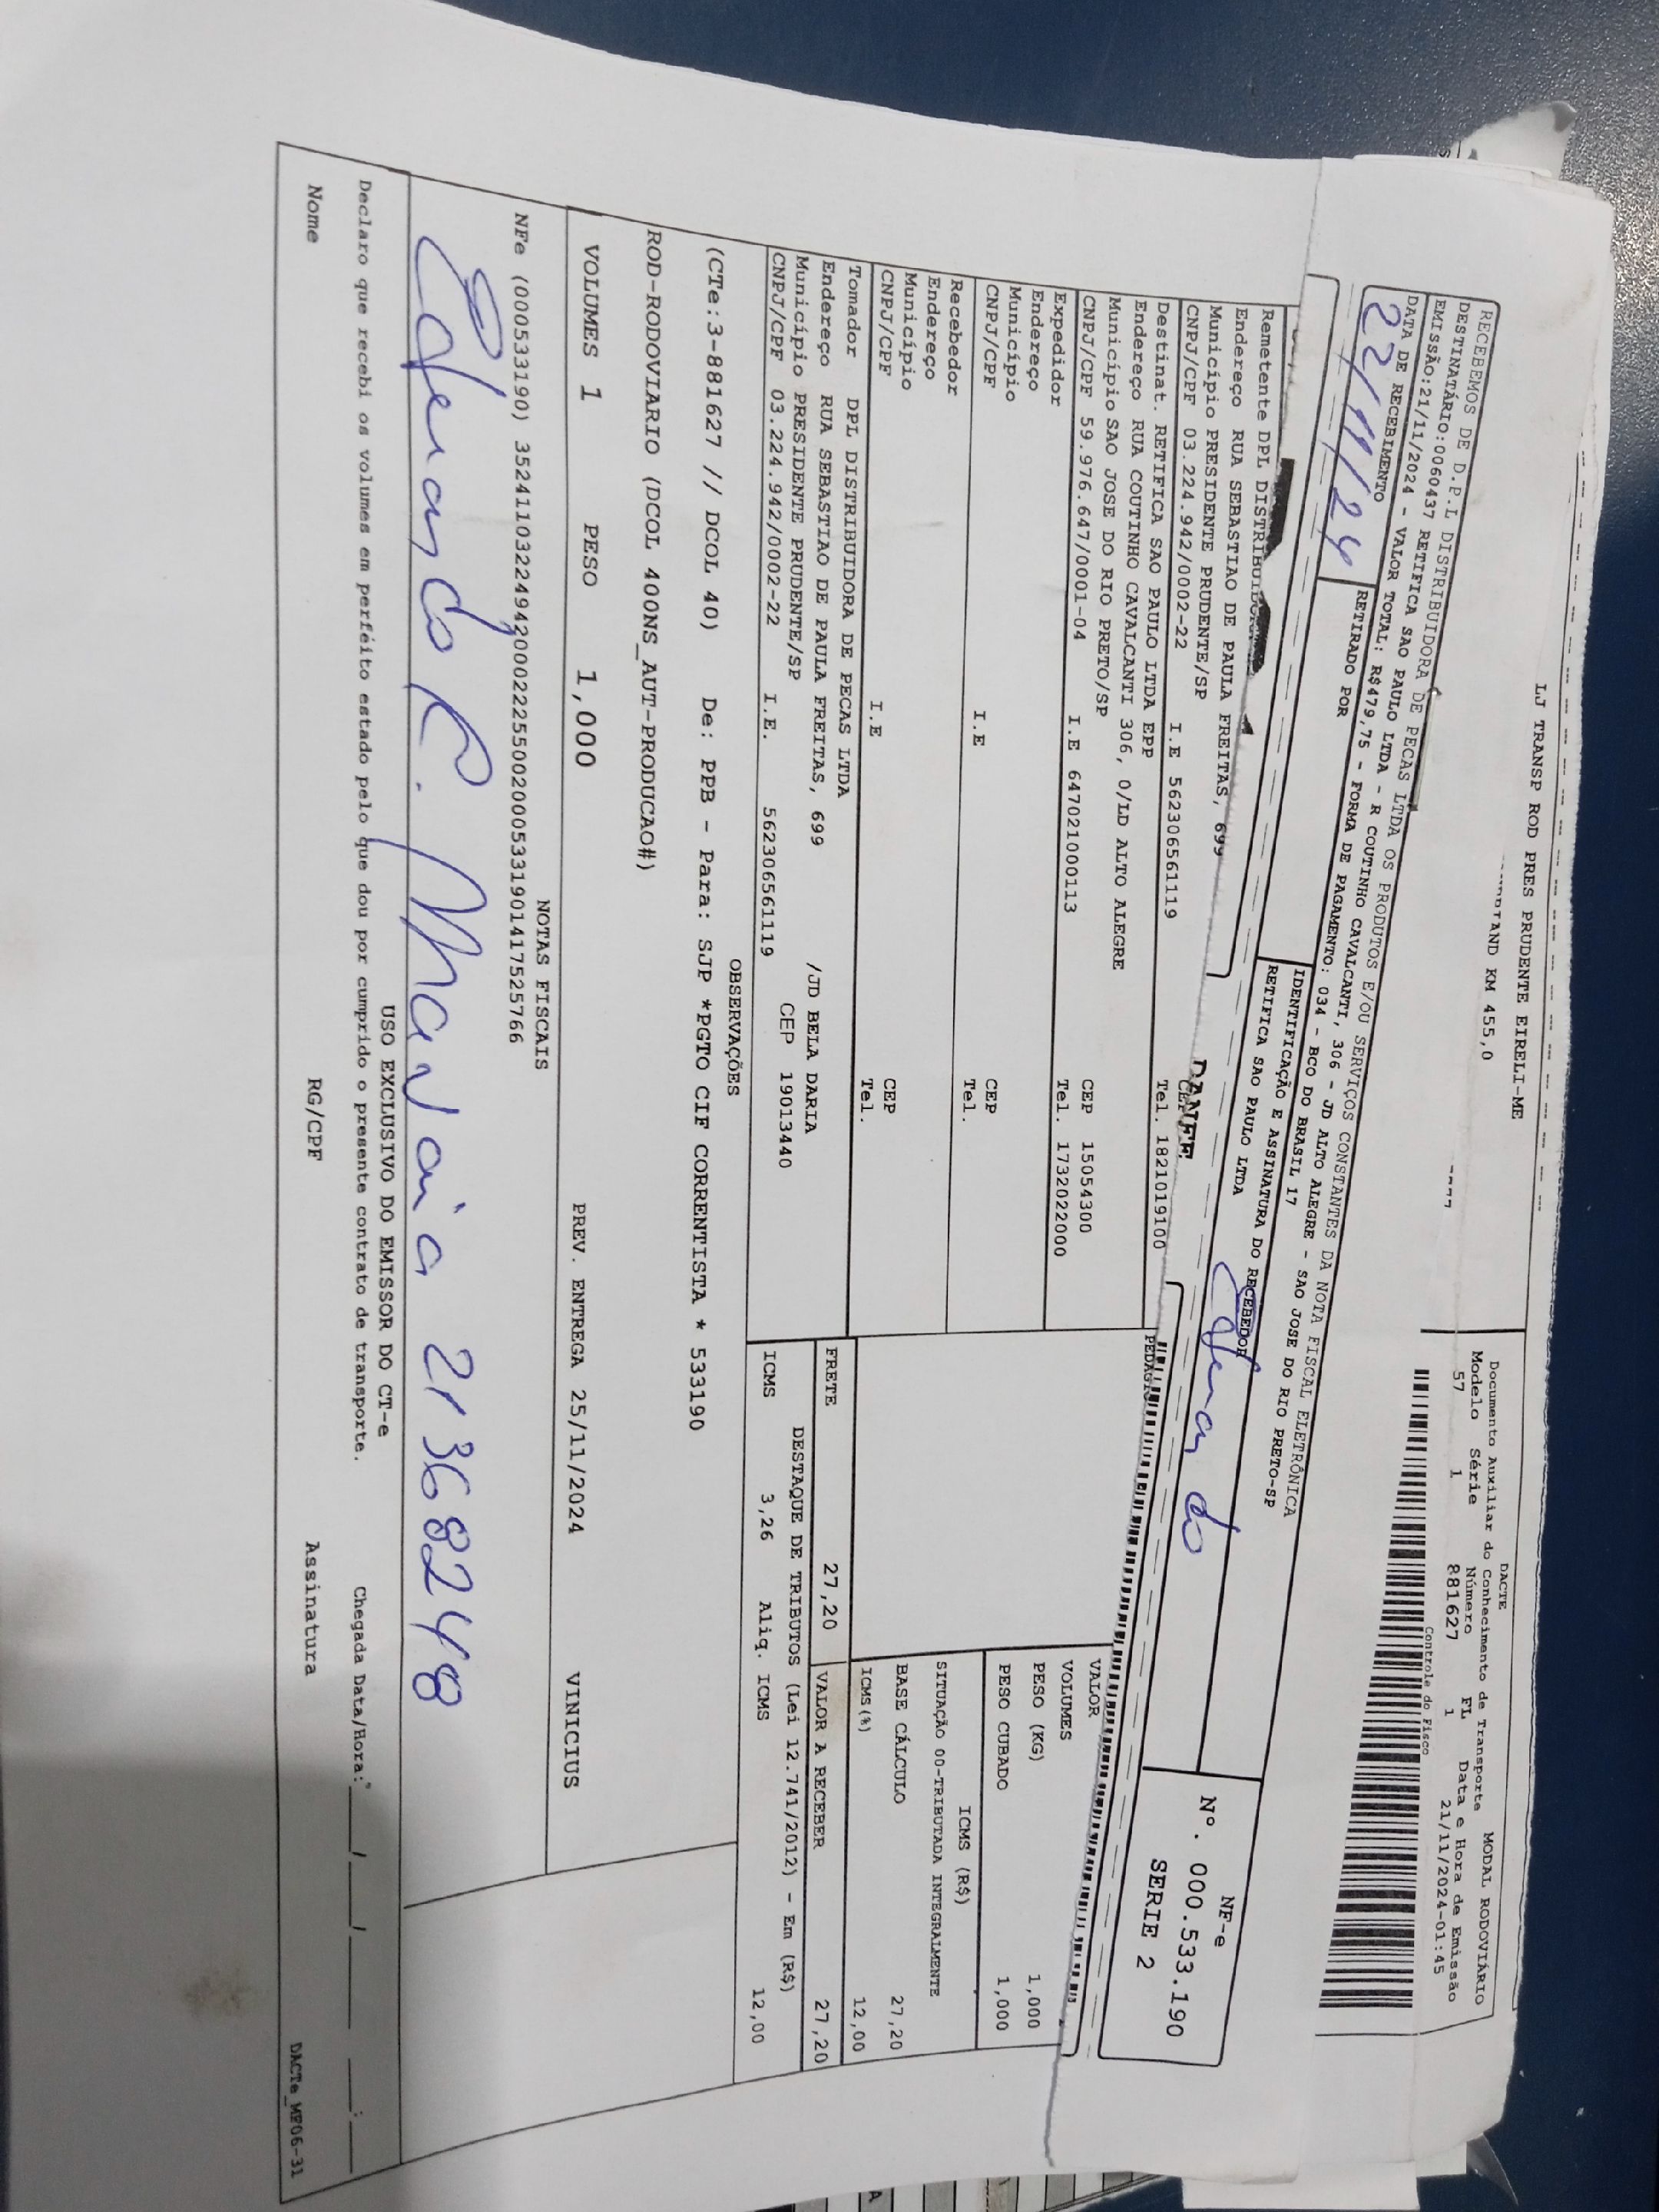 LJ TRANSP ROD PRES PRUDENTE EIRELI-ME
KM 455,0
DACTE
Documento Auxiliar do Conhecimento de Transporte
MODAL RODOVIÁRIO
Modelo Série Número FL Data e Hora de Emissão
57 1 881627 1 21/11/2024-01:45
Controle do Fisco
RECEBEMOS DE D.P.L DISTRIBUIDORA DE PECAS LTDA OS PRODUTOS E/OU SERVIÇOS CONSTANTES DA NOTA FISCAL ELETRÔNICA
DESTINATÁRIO:0060437 RETIFICA SAO PAULO LTDA - R COUTINHO CAVALCANTI, 306 - JD ALTO ALEGRE - SAO JOSE DO RIO PRETO-SP
EMISSÃO:21/11/2024 - VALOR TOTAL: R$479,75 - FORMA DE PAGAMENTO: 034 - BCO DO BRASIL 17
DATA DE RECEBIMENTO
22/11/24
RETIRADO POR
IDENTIFICAÇÃO E ASSINATURA DO RECEBEDOR
RETIFICA SAO PAULO LTDA
NF-e
Nº. 000.533.190
SERIE 2
DANFE
Remetente DPL DISTRIBUIDORA
Endereço RUA SEBASTIAO DE PAULA FREITAS, 699
Município PRESIDENTE PRUDENTE/SP
CNPJ/CPF 03.224.942/0002-22 I.E 562306561119 Tel. 1821019100
Destinat. RETIFICA SAO PAULO LTDA EPP
Endereço RUA COUTINHO CAVALCANTI 306, 0/LD ALTO ALEGRE
Município SAO JOSE DO RIO PRETO/SP CEP 15054300
CNPJ/CPF 59.976.647/0001-04 I.E 647021000113 Tel. 1732022000
Expedidor
Endereço
Município CEP
CNPJ/CPF I.E Tel.
Recebedor
Endereço
Município CEP
CNPJ/CPF I.E Tel.
Tomador DPL DISTRIBUIDORA DE PECAS LTDA
Endereço RUA SEBASTIAO DE PAULA FREITAS, 699 /JD BELA DARIA
Município PRESIDENTE PRUDENTE/SP CEP 19013440
CNPJ/CPF 03.224.942/0002-22 I.E. 562306561119
VALOR
VOLUMES
PESO (KG) 1,000
PESO CUBADO 1,000
ICMS (R$)
SITUAÇÃO 00-TRIBUTADA INTEGRALMENTE
BASE CÁLCULO 27,20
ICMS(%) 12,00
FRETE 27,20 VALOR A RECEBER 27,20
DESTAQUE DE TRIBUTOS (Lei 12.741/2012) - Em (R$)
ICMS 3,26 Aliq. ICMS 12,00
OBSERVAÇÕES
(CTe:3-881627 // DCOL 40) De: PPB - Para: SJP *PGTO CIF CORRENTISTA * 533190
ROD-RODOVIARIO (DCOL 400NS_AUT-PRODUCAO#)
VOLUMES 1 PESO 1,000 PREV. ENTREGA 25/11/2024 VINICIUS
NOTAS FISCAIS
NFe (000533190) 35241103224942000222550020005331901417525766
21368248
USO EXCLUSIVO DO EMISSOR DO CT-e
Declaro que recebi os volumes em perfeito estado pelo que dou por cumprido o presente contrato de transporte. Chegada Data/Hora: __/__/____ __:__
Nome RG/CPF Assinatura
DACTe_MF06-31